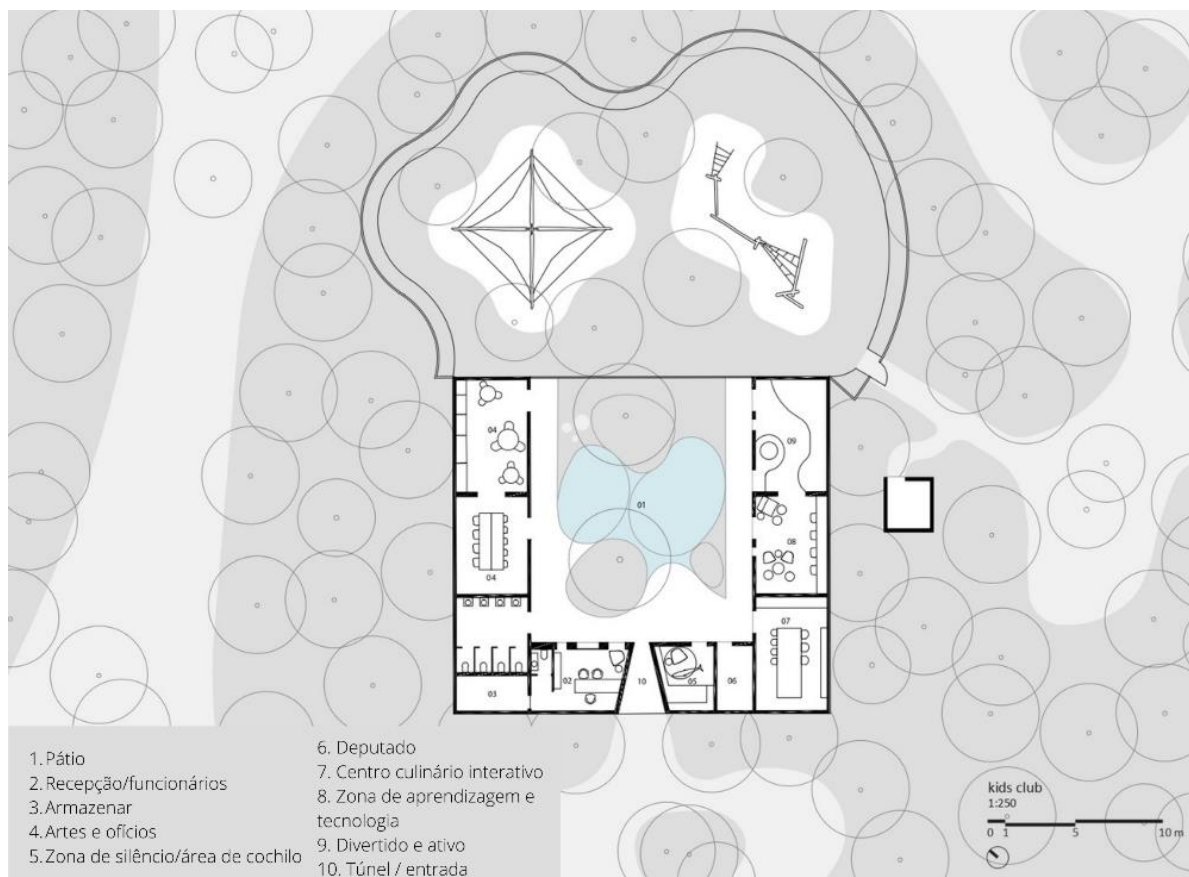 04
09
01
08
04
07
02
05
06
10
03
1. Pátio
2. Recepção/funcionários
3. Armazenar
4. Artes e ofícios
5. Zona de silêncio/área de cochilo
6. Deputado
7. Centro culinário interativo
8. Zona de aprendizagem e
tecnologia
9. Divertido e ativo
10. Túnel / entrada
kids club
1:250
0 1 5 10 m